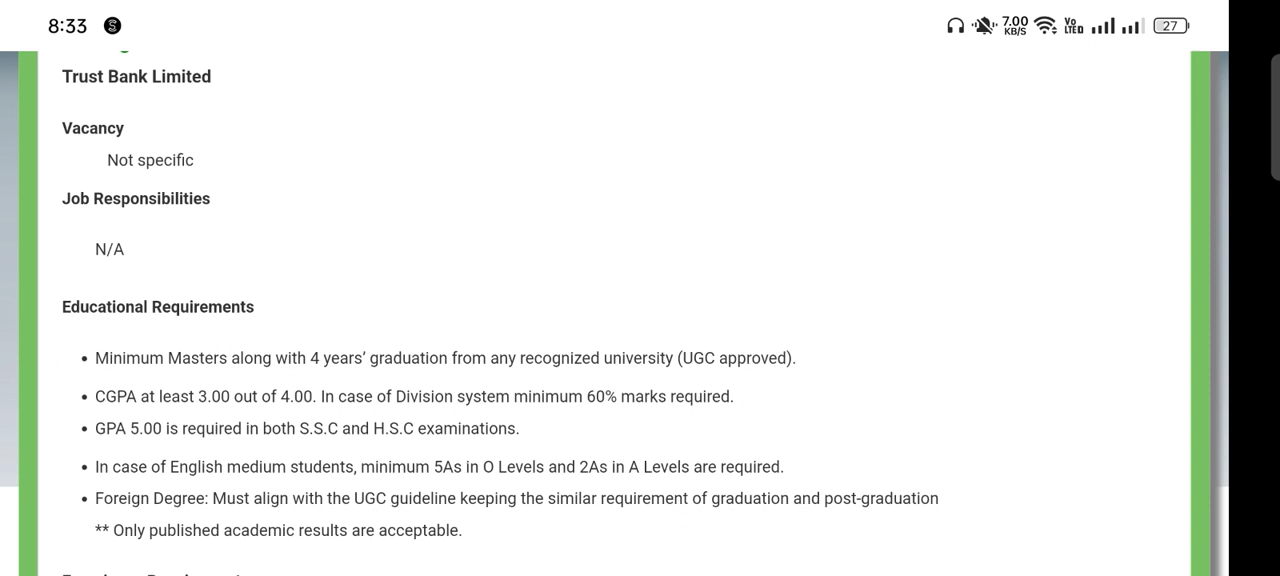 8:33
7.00
KB/S
Vo
LTE
27
Trust Bank Limited
Vacancy
Not specific
Job Responsibilities
N/A
Educational Requirements
• Minimum Masters along with 4 years’ graduation from any recognized university (UGC approved).
• CGPA at least 3.00 out of 4.00. In case of Division system minimum 60% marks required.
• GPA 5.00 is required in both S.S.C and H.S.C examinations.
• In case of English medium students, minimum 5As in O Levels and 2As in A Levels are required.
• Foreign Degree: Must align with the UGC guideline keeping the similar requirement of graduation and post-graduation
** Only published academic results are acceptable.